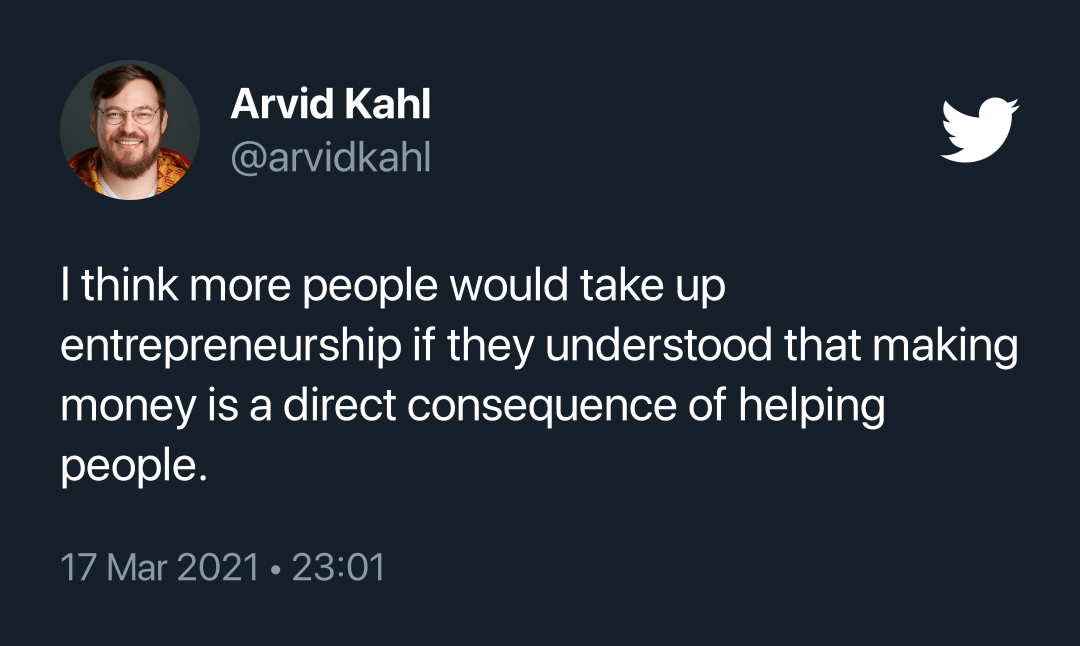 Arvid Kahl
@arvidkahl
I think more people would take up
entrepreneurship if they understood that making
money is a direct consequence of helping
people.
17 Mar 2021 • 23:01